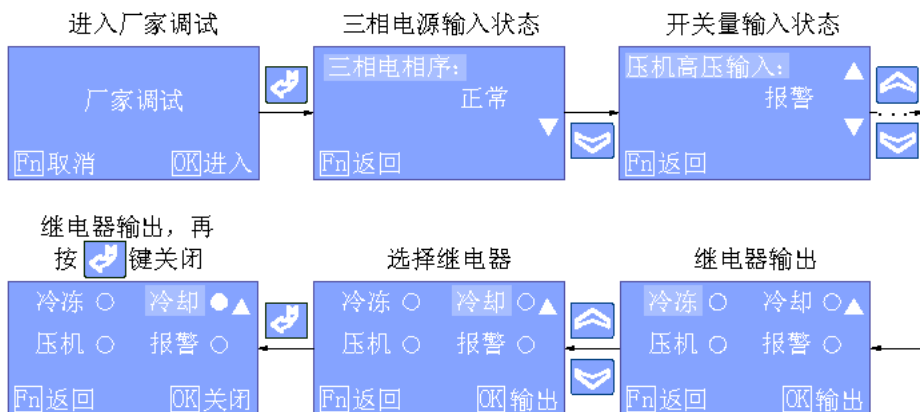 进入厂家调试
三相电源输入状态
开关量输入状态
厂家调试
Fn取消
OK进入
三相电相序:
正常
Fn返回
压机高压输入:
报警
Fn返回
继电器输出，再
按
键关闭
选择继电器
继电器输出
冷冻
冷却
压机
报警
Fn返回
OK关闭
冷冻
冷却
压机
报警
Fn返回
OK输出
冷冻
冷却
压机
报警
Fn返回
OK输出